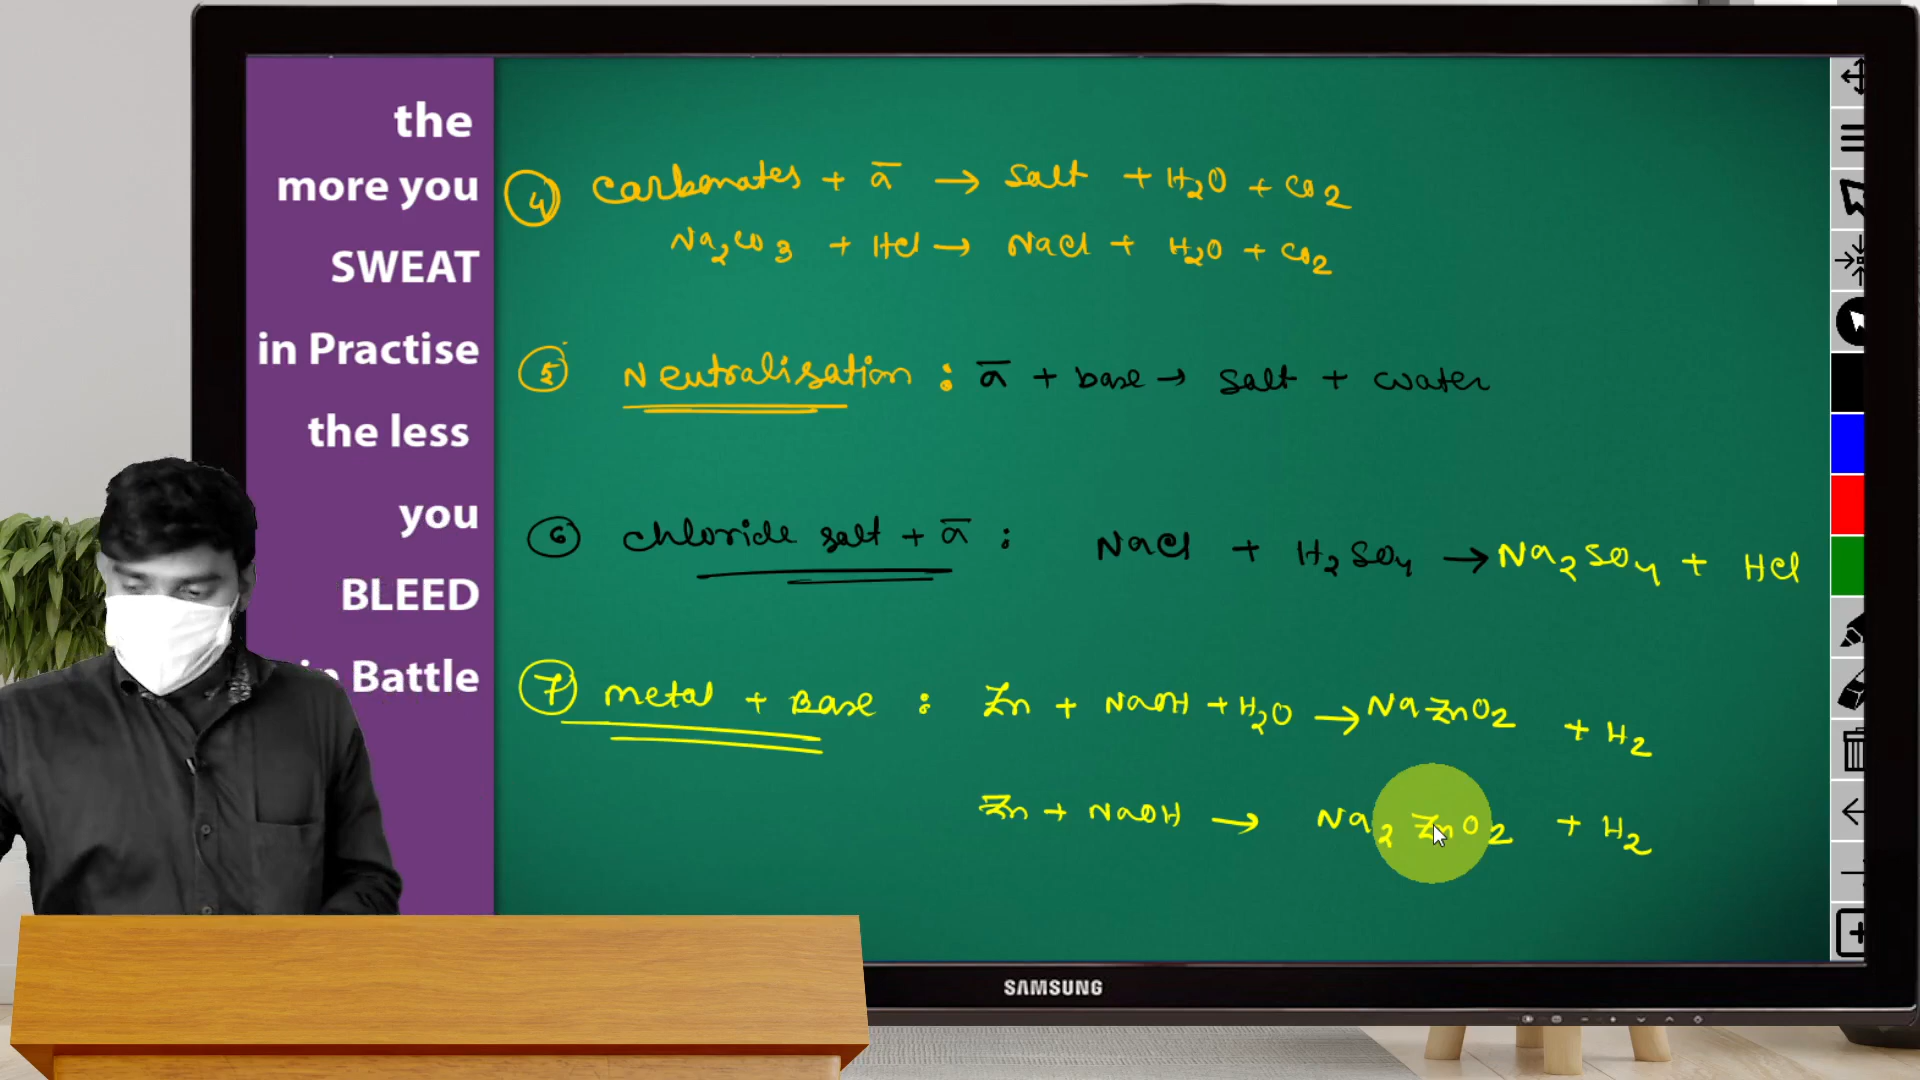 the
more you
SWEAT
in Practise
the less
you
BLEED
in Battle
④ Carbonates + a̅ → Salt + H₂O + CO₂
Na₂CO₃ + HCl → NaCl + H₂O + CO₂
⑤ Neutralisation : a̅ + base → Salt + water
⑥ chloride salt + a̅ : NaCl + H₂SO₄ → Na₂SO₄ + HCl
⑦ metal + Base : Zn + NaOH + H₂O → NaZnO₂ + H₂
Zn + NaOH → Na₂ZnO₂ + H₂
SAMSUNG